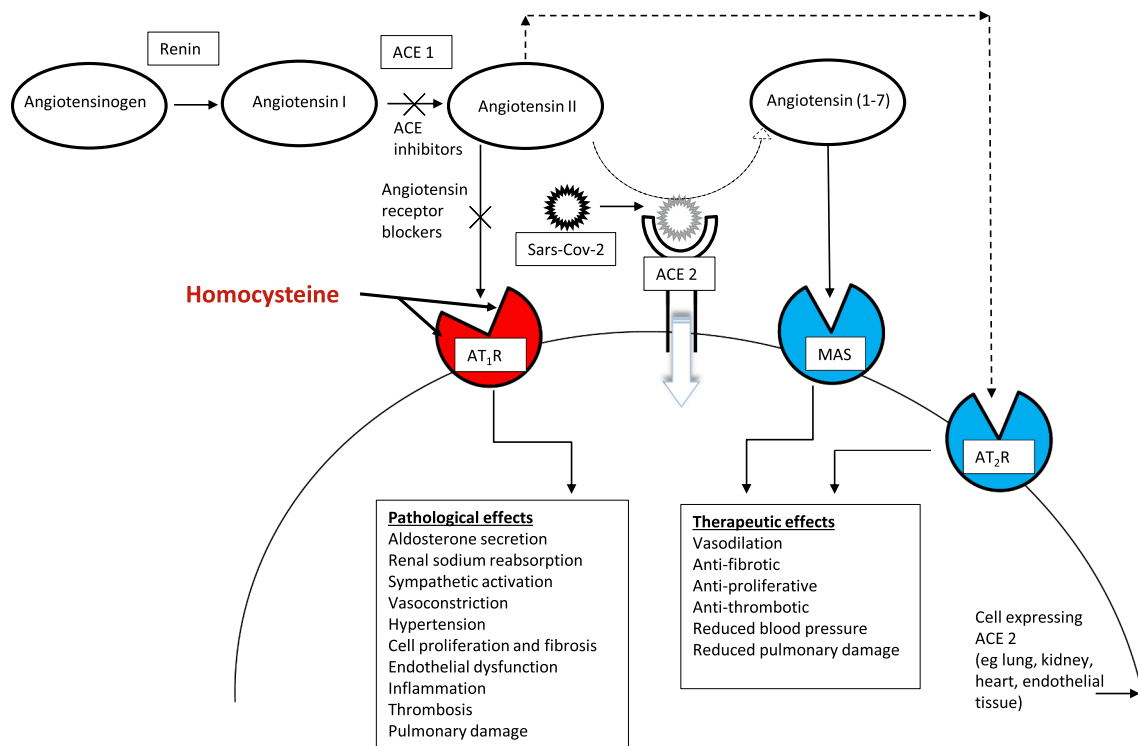 Renin
ACE 1
Angiotensinogen
Angiotensin I
Angiotensin II
Angiotensin (1-7)
ACE
inhibitors
Angiotensin
receptor
blockers
Sars-Cov-2
ACE 2
Homocysteine
AT₁R
MAS
AT₂R
Pathological effects
Aldosterone secretion
Renal sodium reabsorption
Sympathetic activation
Vasoconstriction
Hypertension
Cell proliferation and fibrosis
Endothelial dysfunction
Inflammation
Thrombosis
Pulmonary damage
Therapeutic effects
Vasodilation
Anti-fibrotic
Anti-proliferative
Anti-thrombotic
Reduced blood pressure
Reduced pulmonary damage
Cell expressing
ACE 2
(eg lung, kidney,
heart, endothelial
tissue)